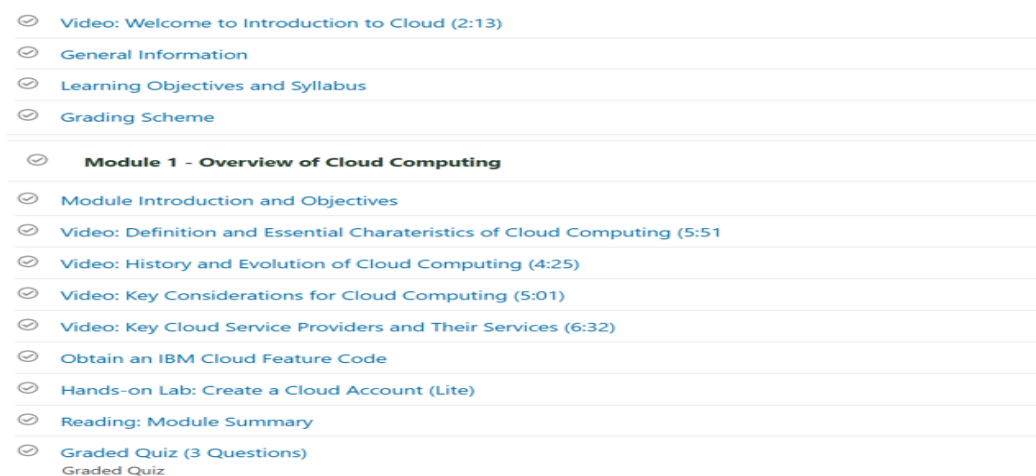 Video: Welcome to Introduction to Cloud (2:13)
General Information
Learning Objectives and Syllabus
Grading Scheme
Module 1 - Overview of Cloud Computing
Module Introduction and Objectives
Video: Definition and Essential Charateristics of Cloud Computing (5:51
Video: History and Evolution of Cloud Computing (4:25)
Video: Key Considerations for Cloud Computing (5:01)
Video: Key Cloud Service Providers and Their Services (6:32)
Obtain an IBM Cloud Feature Code
Hands-on Lab: Create a Cloud Account (Lite)
Reading: Module Summary
Graded Quiz (3 Questions)
Graded Quiz